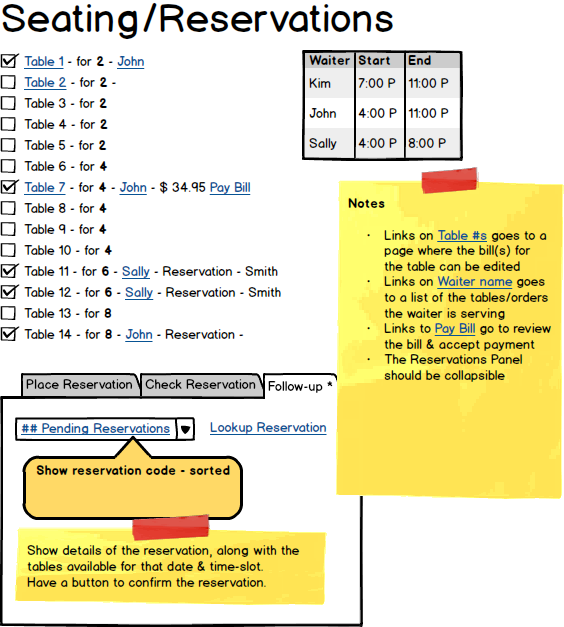 Seating/Reservations
Table 1 - for 2 - John
Table 2 - for 2 -
Table 3 - for 2
Table 4 - for 2
Table 5 - for 2
Table 6 - for 4
Table 7 - for 4 - John - $ 34.95 Pay Bill
Table 8 - for 4
Table 9 - for 4
Table 10 - for 4
Table 11 - for 6 - Sally - Reservation - Smith
Table 12 - for 6 - Sally - Reservation - Smith
Table 13 - for 8
Table 14 - for 8 - John - Reservation -
Waiter Start End
Kim 7:00 P 11:00 P
John 4:00 P 11:00 P
Sally 4:00 P 8:00 P
Notes
· Links on Table #s goes to a
page where the bill(s) for
the table can be edited
· Links on Waiter name goes
to a list of the tables/orders
the waiter is serving
· Links to Pay Bill go to review
the bill & accept payment
· The Reservations Panel
should be collapsible
Place Reservation Check Reservation Follow-up *
## Pending Reservations Lookup Reservation
Show reservation code - sorted
Show details of the reservation, along with the
tables available for that date & time-slot.
Have a button to confirm the reservation.